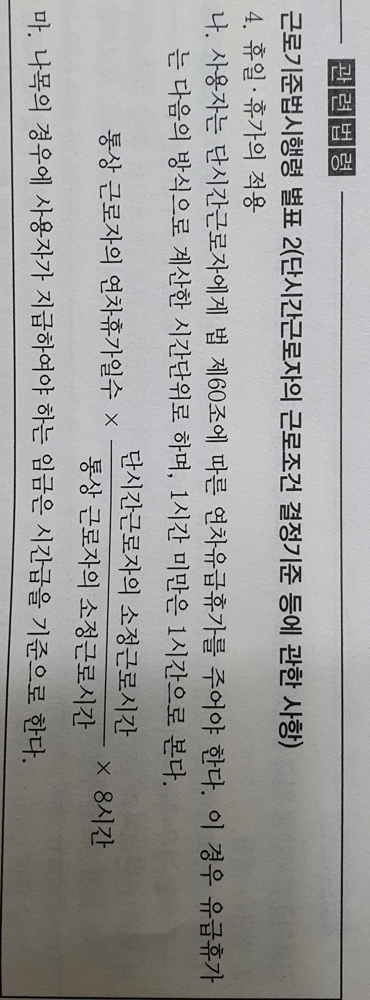 관련법령
근로기준법시행령 별표 2(단시간근로자의 근로조건 결정기준 등에 관한 사항)
4. 휴일·휴가의 적용
나. 사용자는 단시간근로자에게 법 제60조에 따른 연차유급휴가를 주어야 한다. 이 경우 유급휴가
는 다음의 방식으로 계산한 시간단위로 하며, 1시간 미만은 1시간으로 본다.
단시간근로자의 소정근로시간
통상 근로자의 연차휴가일수 × ─ × 8시간
통상 근로자의 소정근로시간
마. 나목의 경우에 사용자가 지급하여야 하는 임금은 시간급을 기준으로 한다.